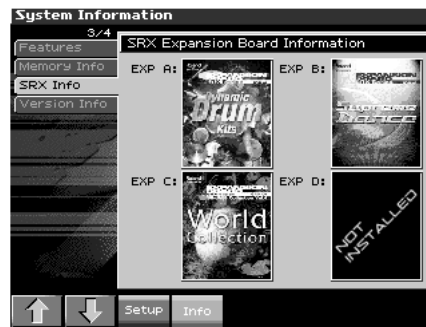 System Information
3/4
Features
Memory Info
SRX Info
Version Info
SRX Expansion Board Information
EXP A:
EXP B:
Dynamic
Drum
Kits
Dance
EXP C:
EXP D:
World
Collection
NOT
INSTALLED
Setup
Info